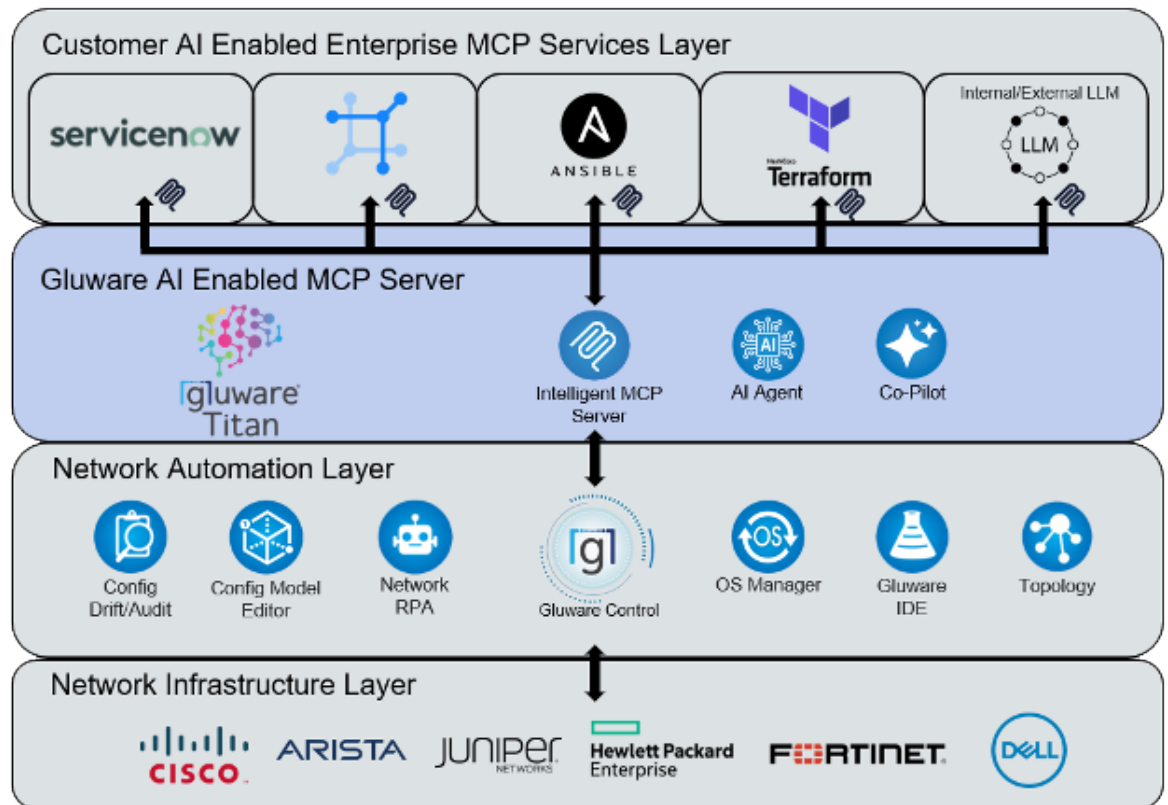 Customer AI Enabled Enterprise MCP Services Layer
servicenow
ANSIBLE
HashiCorp
Terraform
Internal/External LLM
LLM
Gluware AI Enabled MCP Server
[g]luware
Titan
Intelligent MCP
Server
AI
AI Agent
Co-Pilot
Network Automation Layer
Config
Drift/Audit
Config Model
Editor
Network
RPA
[g]
Gluware Control
OS
OS Manager
Gluware
IDE
Topology
Network Infrastructure Layer
CISCO
ARISTA
JUNIPER
NETWORKS
Hewlett Packard
Enterprise
FORTINET
DELL